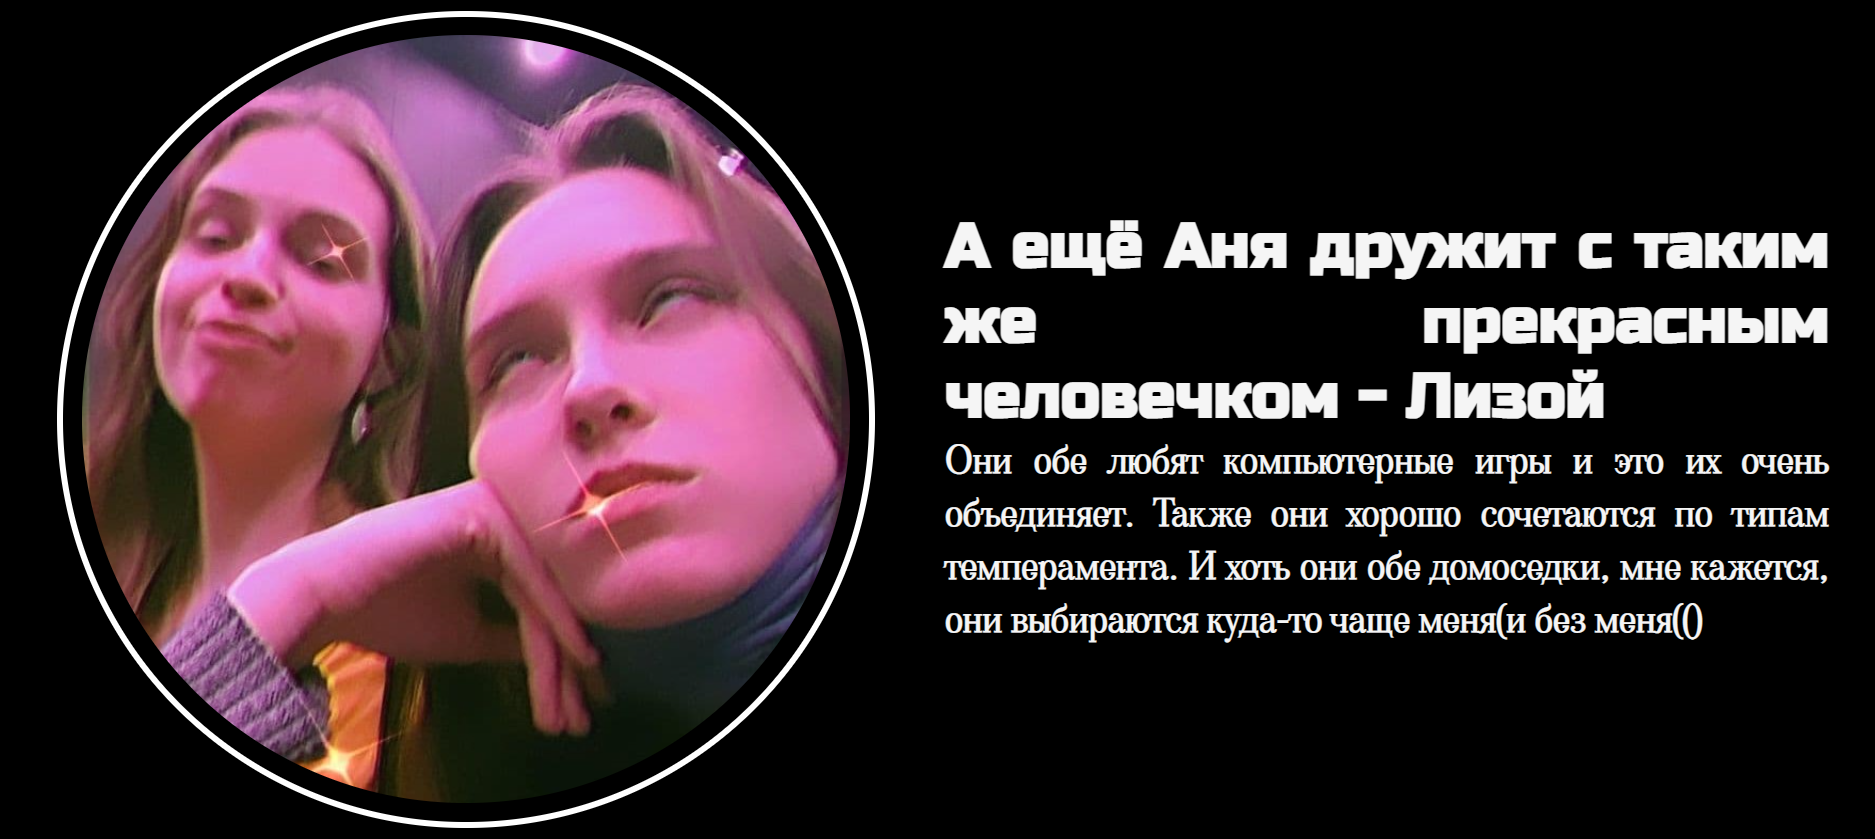 А ещё Аня дружит с таким
же прекрасным
человечком - Лизой
Они обе любят компьютерные игры и это их очень
объединяет. Также они хорошо сочетаются по типам
темперамента. И хоть они обе домоседки, мне кажется,
они выбираются куда-то чаще меня(и без меня(()